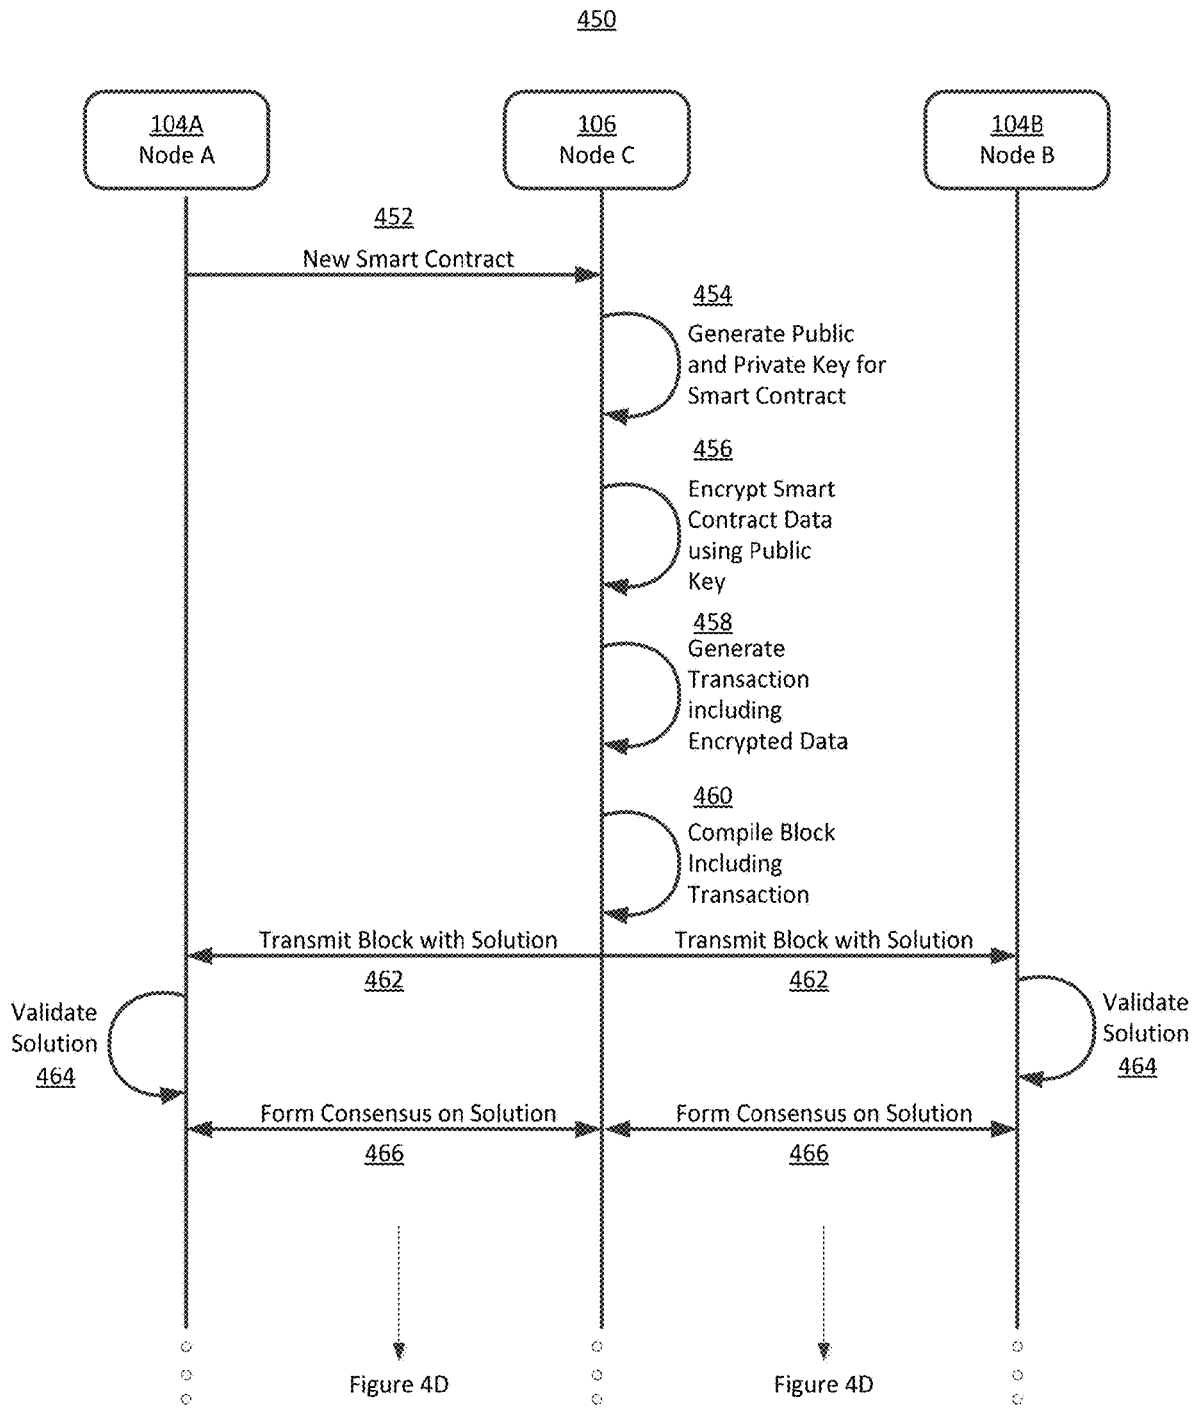 450
104A
Node A
106
Node C
104B
Node B
452
New Smart Contract
454
Generate Public
and Private Key for
Smart Contract
456
Encrypt Smart
Contract Data
using Public
Key
458
Generate
Transaction
including
Encrypted Data
460
Compile Block
Including
Transaction
Transmit Block with Solution
462
Transmit Block with Solution
462
Validate
Solution
464
Validate
Solution
464
Form Consensus on Solution
466
Form Consensus on Solution
466
Figure 4D
Figure 4D